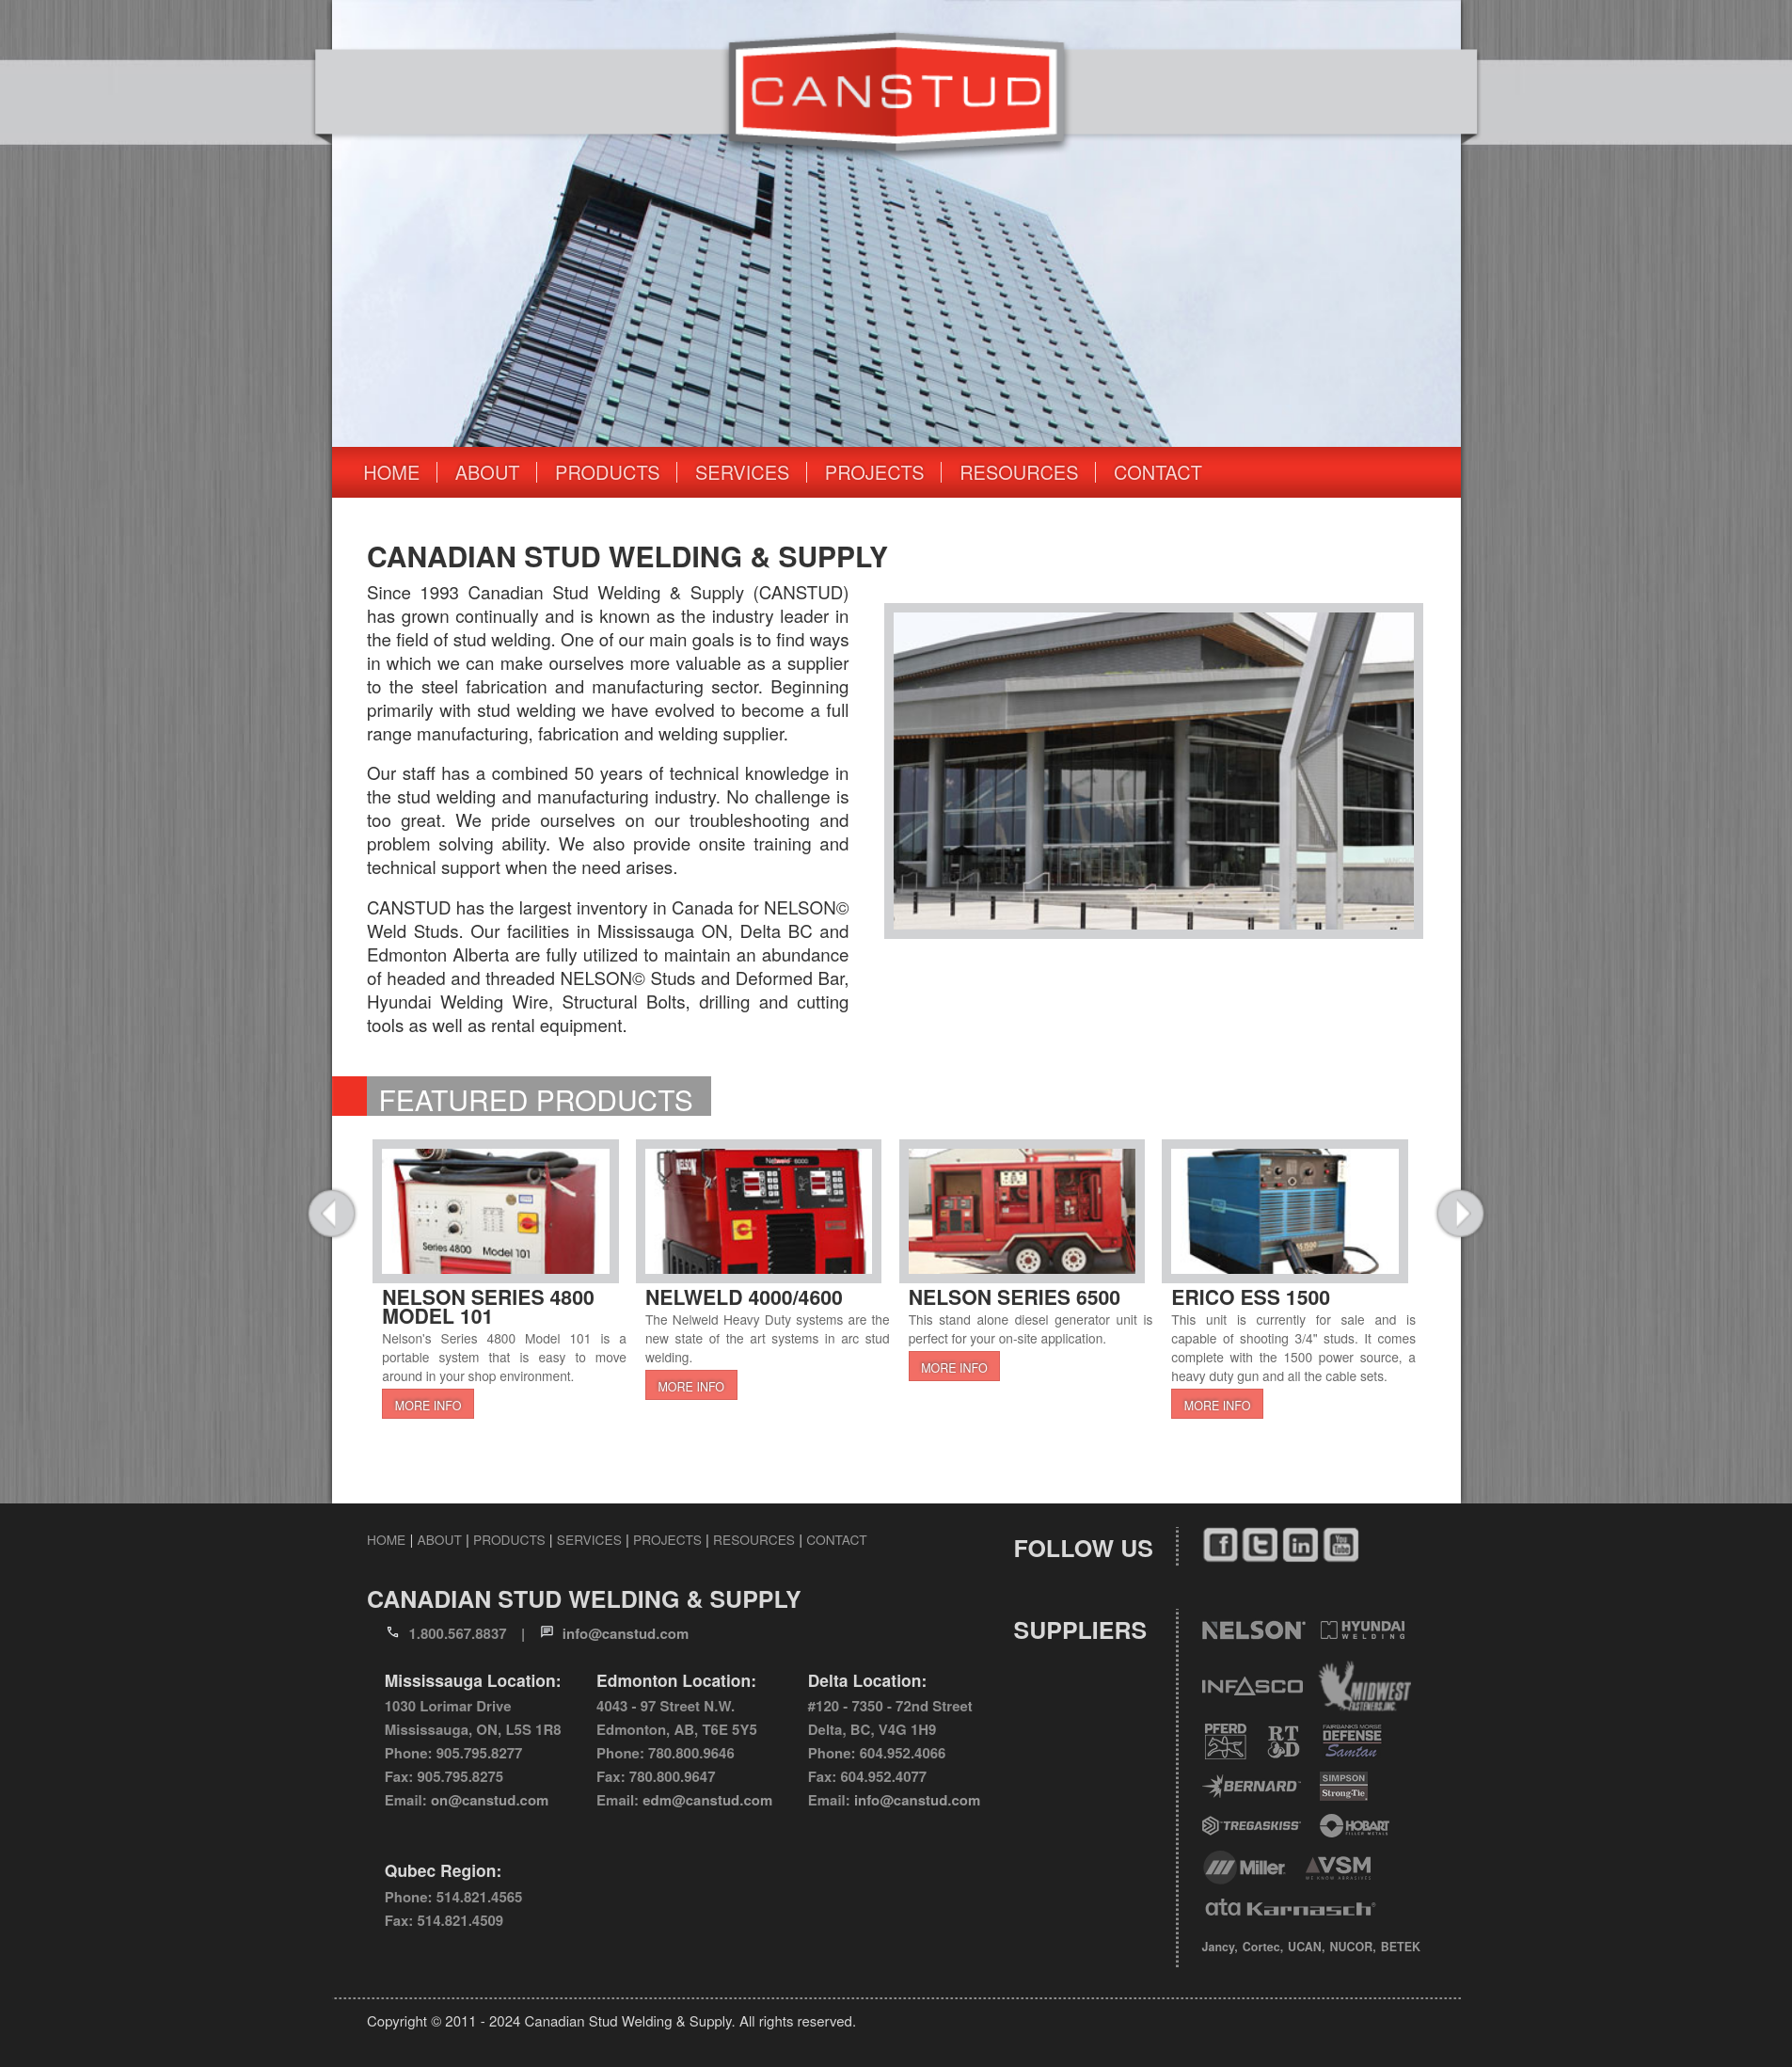 CANSTUD
HOME
ABOUT
PRODUCTS
SERVICES
PROJECTS
RESOURCES
CONTACT
CANADIAN STUD WELDING & SUPPLY
Since 1993 Canadian Stud Welding & Supply (CANSTUD)
has grown continually and is known as the industry leader in
the field of stud welding. One of our main goals is to find ways
in which we can make ourselves more valuable as a supplier
to the steel fabrication and manufacturing sector. Beginning
primarily with stud welding we have evolved to become a full
range manufacturing, fabrication and welding supplier.
Our staff has a combined 50 years of technical knowledge in
the stud welding and manufacturing industry. No challenge is
too great. We pride ourselves on our troubleshooting and
problem solving ability. We also provide onsite training and
technical support when the need arises.
CANSTUD has the largest inventory in Canada for NELSON©
Weld Studs. Our facilities in Mississauga ON, Delta BC and
Edmonton Alberta are fully utilized to maintain an abundance
of headed and threaded NELSON© Studs and Deformed Bar,
Hyundai Welding Wire, Structural Bolts, drilling and cutting
tools as well as rental equipment.
FEATURED PRODUCTS
Series 4800 Model 101
NELSON SERIES 4800
MODEL 101
Nelson's Series 4800 Model 101 is a
portable system that is easy to move
around in your shop environment.
MORE INFO
NELSON
Nelweld 6000
NELWELD 4000/4600
The Nelweld Heavy Duty systems are the
new state of the art systems in arc stud
welding.
MORE INFO
NELSON SERIES 6500
This stand alone diesel generator unit is
perfect for your on-site application.
MORE INFO
ERICO ESS 1500
This unit is currently for sale and is
capable of shooting 3/4" studs. It comes
complete with the 1500 power source, a
heavy duty gun and all the cable sets.
MORE INFO
HOME | ABOUT | PRODUCTS | SERVICES | PROJECTS | RESOURCES | CONTACT
FOLLOW US
You Tube
CANADIAN STUD WELDING & SUPPLY
1.800.567.8837 | info@canstud.com
Mississauga Location:
1030 Lorimar Drive
Mississauga, ON, L5S 1R8
Phone: 905.795.8277
Fax: 905.795.8275
Email: on@canstud.com
Edmonton Location:
4043 - 97 Street N.W.
Edmonton, AB, T6E 5Y5
Phone: 780.800.9646
Fax: 780.800.9647
Email: edm@canstud.com
Delta Location:
#120 - 7350 - 72nd Street
Delta, BC, V4G 1H9
Phone: 604.952.4066
Fax: 604.952.4077
Email: info@canstud.com
Qubec Region:
Phone: 514.821.4565
Fax: 514.821.4509
SUPPLIERS
NELSON HYUNDAI WELDING
INFASCO MIDWEST FASTENERS, INC.
PFERD RT&D FAIRBANKS MORSE DEFENSE Samtan
BERNARD SIMPSON Strong-Tie
TREGASKISS HOBART FILLER METALS
Miller VSM WE KNOW ABRASIVES
ata Karnasch
Jancy, Cortec, UCAN, NUCOR, BETEK
Copyright © 2011 - 2024 Canadian Stud Welding & Supply. All rights reserved.